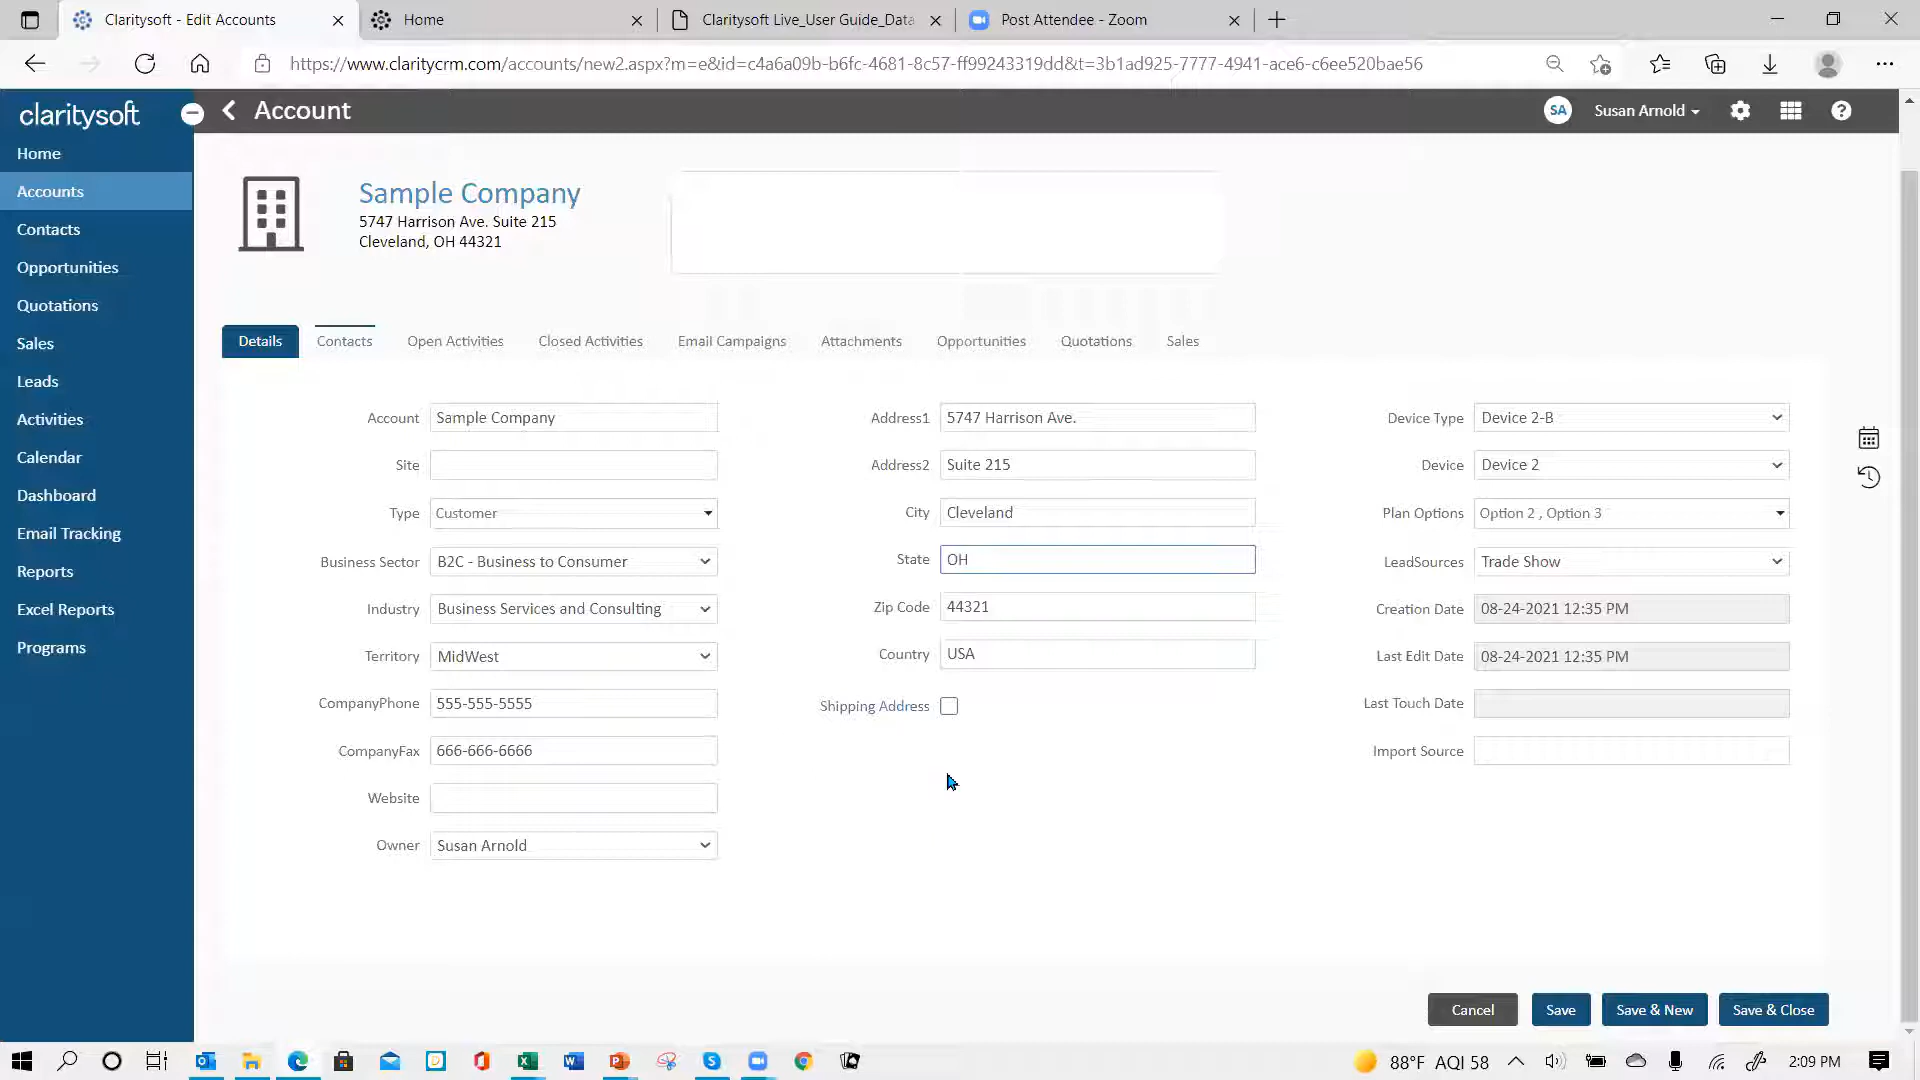 Claritysoft - Edit Accounts
Home
Claritysoft Live_User Guide_Data
Post Attendee - Zoom
https://www.claritycrm.com/accounts/new2.aspx?m=e&id=c4a6a09b-b6fc-4681-8c57-ff99243319dd&t=3b1ad925-7777-4941-ace6-c6ee520bae56
claritysoft
Account
SA
Susan Arnold
Home
Accounts
Contacts
Opportunities
Quotations
Sales
Leads
Activities
Calendar
Dashboard
Email Tracking
Reports
Excel Reports
Programs
Sample Company
5747 Harrison Ave. Suite 215
Cleveland, OH 44321
Details
Contacts
Open Activities
Closed Activities
Email Campaigns
Attachments
Opportunities
Quotations
Sales
Account Sample Company
Site
Type Customer
Business Sector B2C - Business to Consumer
Industry Business Services and Consulting
Territory MidWest
CompanyPhone 555-555-5555
CompanyFax 666-666-6666
Website
Owner Susan Arnold
Address1 5747 Harrison Ave.
Address2 Suite 215
City Cleveland
State OH
Zip Code 44321
Country USA
Shipping Address
Device Type Device 2-B
Device Device 2
Plan Options Option 2 , Option 3
LeadSources Trade Show
Creation Date 08-24-2021 12:35 PM
Last Edit Date 08-24-2021 12:35 PM
Last Touch Date
Import Source
Cancel
Save
Save & New
Save & Close
88°F AQI 58
2:09 PM